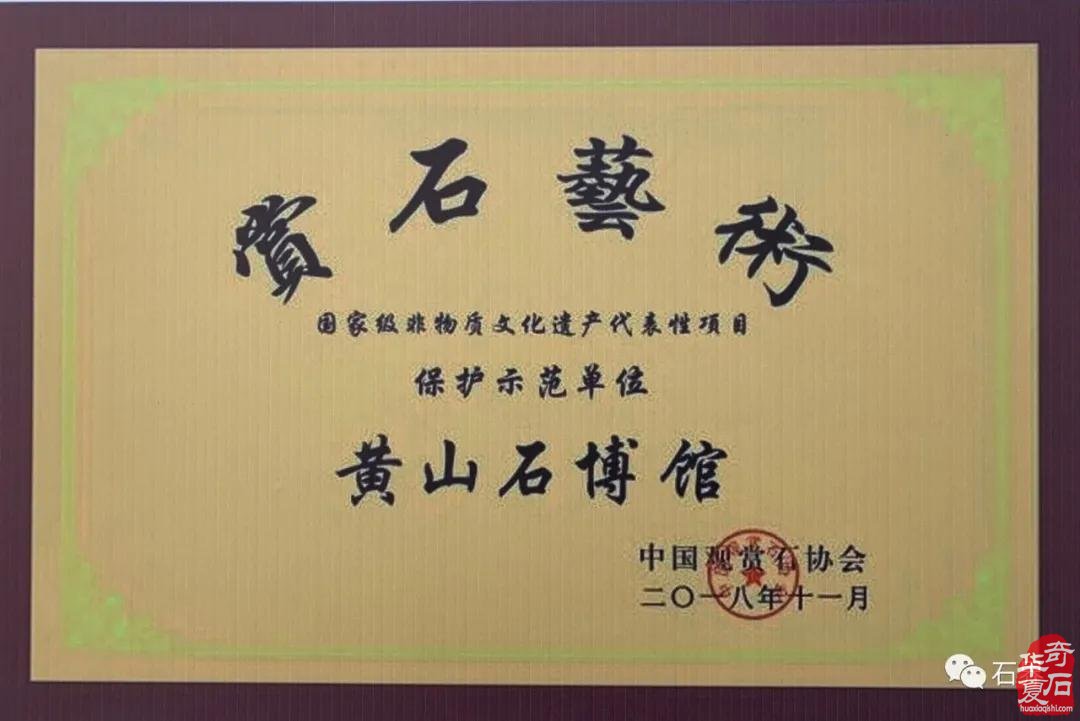 賞石藝術
国家级非物质文化遗产代表性项目
保护示范单位
黄山石博馆
中国观赏石协会
二〇一八年十一月
石
华夏奇石
huaxiaqishi.com